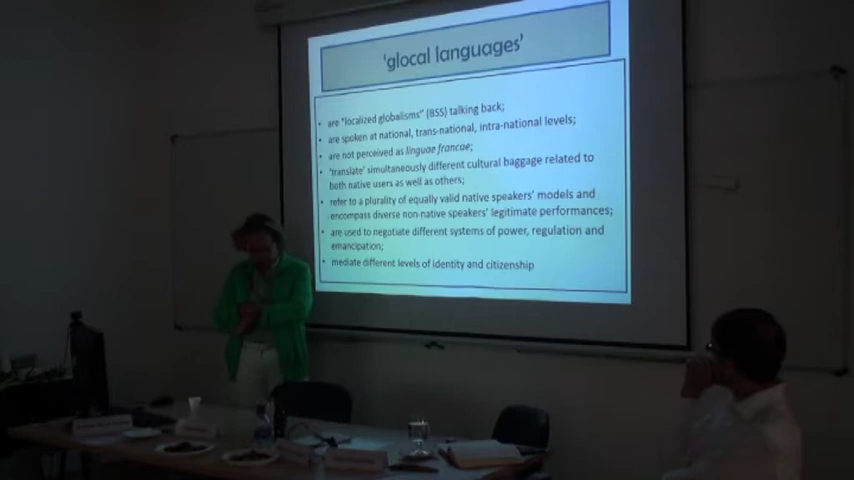 ‘glocal languages’
• are “localized globalisms” (BSS) talking back;
• are spoken at national, trans-national, intra-national levels;
• are not perceived as linguae francae;
• ‘translate’ simultaneously different cultural baggage related to
both native users as well as others;
• refer to a plurality of equally valid native speakers’ models and
encompass diverse non-native speakers’ legitimate performances;
• are used to negotiate different systems of power, regulation and
emancipation;
• mediate different levels of identity and citizenship